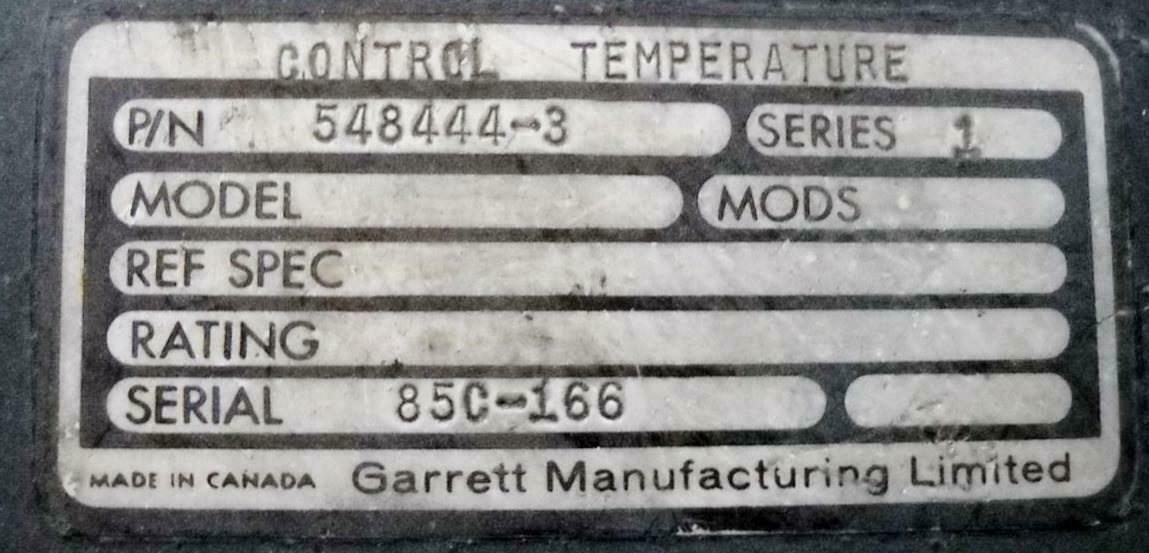 CONTROL TEMPERATURE
P/N 548444-3 SERIES 1
MODEL MODS
REF SPEC
RATING
SERIAL 85C-166
MADE IN CANADA Garrett Manufacturing Limited